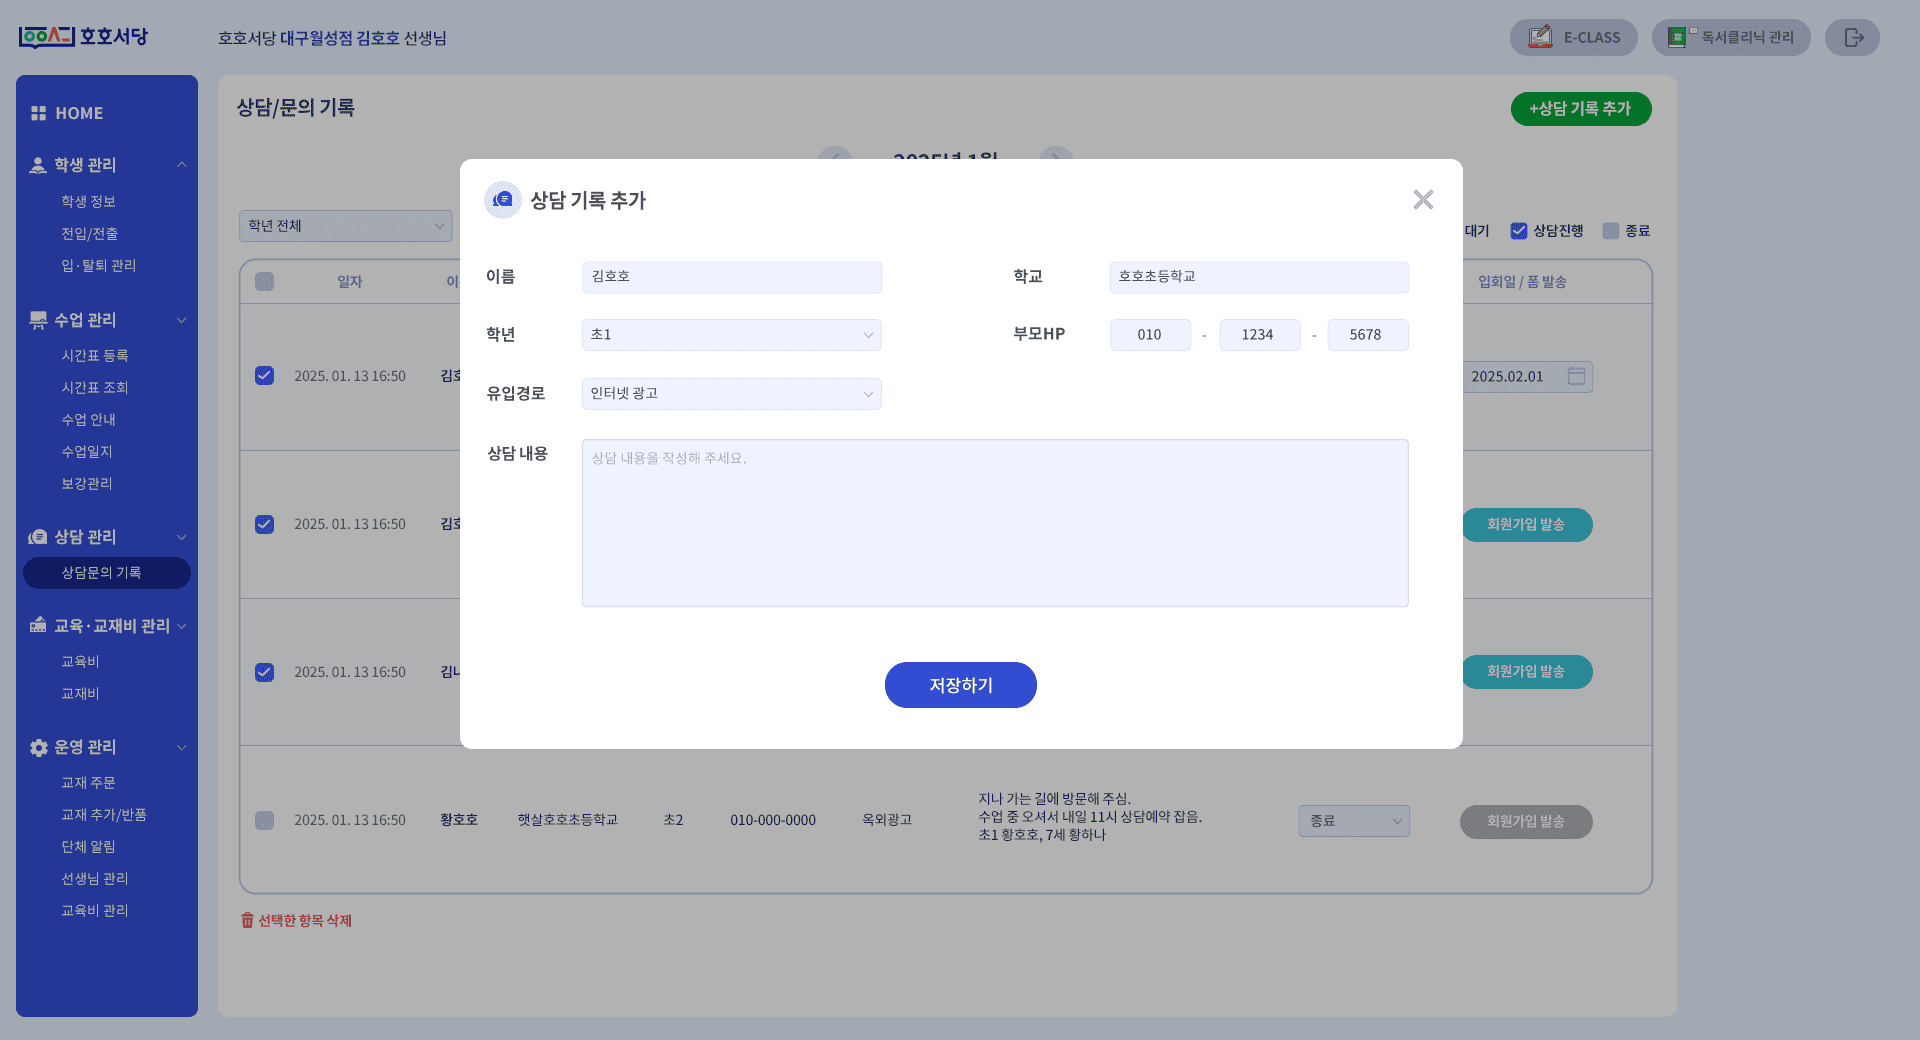 호호서당
호호서당 대구월성점 김호호 선생님
E-CLASS
독서클리닉 관리
HOME
학생 관리
학생 정보
전입/전출
입·탈퇴 관리
수업 관리
시간표 등록
시간표 조회
수업 안내
수업일지
보강관리
상담 관리
상담문의 기록
교육·교재비 관리
교육비
교재비
운영 관리
교재 주문
교재 추가/반품
단체 알림
선생님 관리
교육비 관리
상담/문의 기록
+상담 기록 추가
2025년 1월
학년 전체
대기
상담진행
종료
일자
입회일 / 폼 발송
2025. 01. 13 16:50
2025.02.01
2025. 01. 13 16:50
회원가입 발송
2025. 01. 13 16:50
회원가입 발송
2025. 01. 13 16:50
황호호
햇살호호초등학교
초2
010-000-0000
옥외광고
지나 가는 길에 방문해 주심.
수업 중 오셔서 내일 11시 상담예약 잡음.
초1 황호호, 7세 황하나
종료
회원가입 발송
선택한 항목 삭제
상담 기록 추가
이름
김호호
학교
호호초등학교
학년
초1
부모HP
010 - 1234 - 5678
유입경로
인터넷 광고
상담 내용
상담 내용을 작성해 주세요.
저장하기